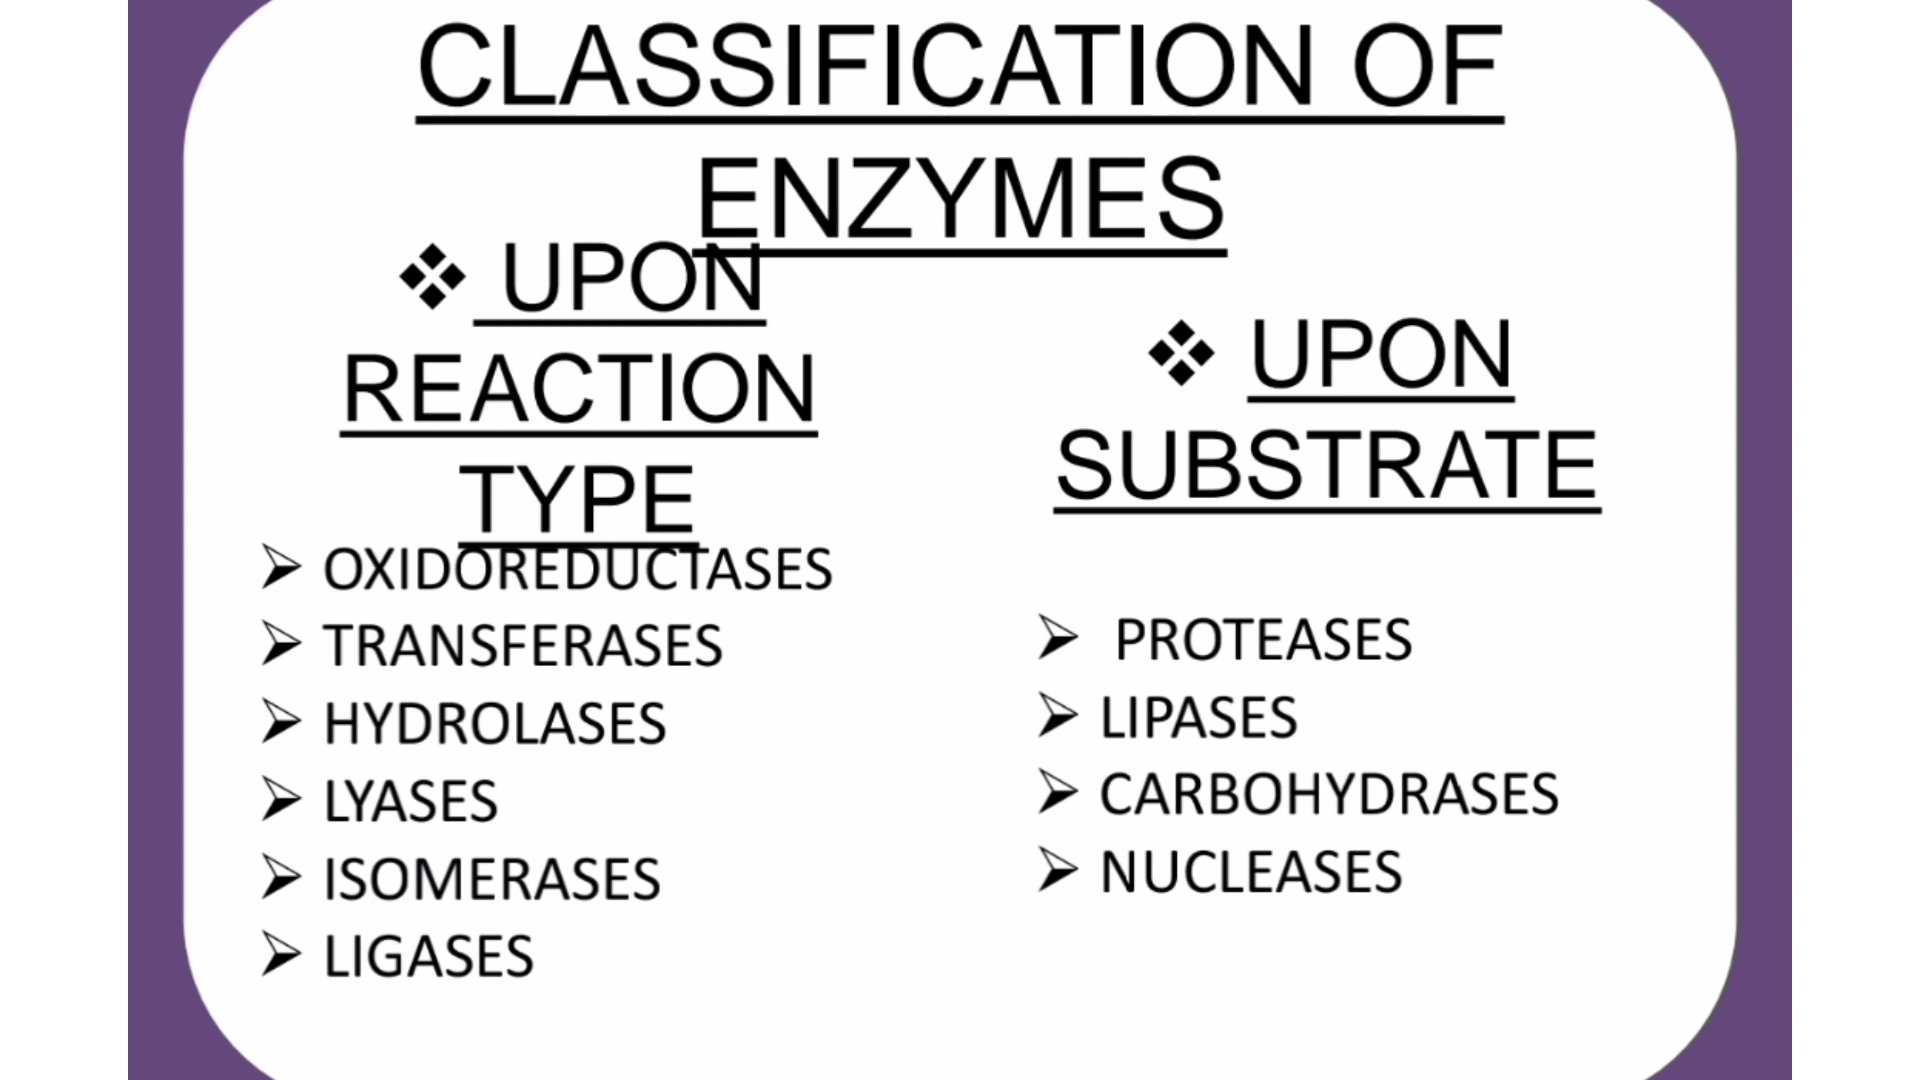 CLASSIFICATION OF
ENZYMES
❖ UPON
REACTION
TYPE
➢ OXIDOREDUCTASES
➢ TRANSFERASES
➢ HYDROLASES
➢ LYASES
➢ ISOMERASES
➢ LIGASES
❖ UPON
SUBSTRATE
➢ PROTEASES
➢ LIPASES
➢ CARBOHYDRASES
➢ NUCLEASES